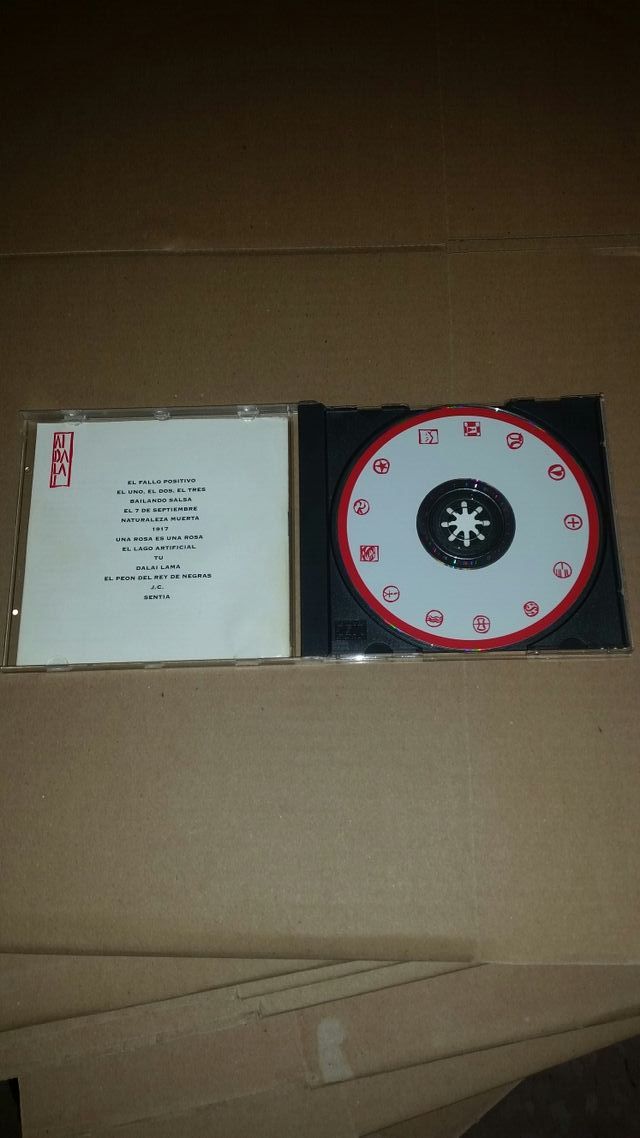 AIDALAI
EL FALLO POSITIVO
EL UNO, EL DOS, EL TRES
BAILANDO SALSA
EL 7 DE SEPTIEMBRE
NATURALEZA MUERTA
1917
UNA ROSA ES UNA ROSA
EL LAGO ARTIFICIAL
TU
DALAI LAMA
EL PEON DEL REY DE NEGRAS
J.C.
SENTIA